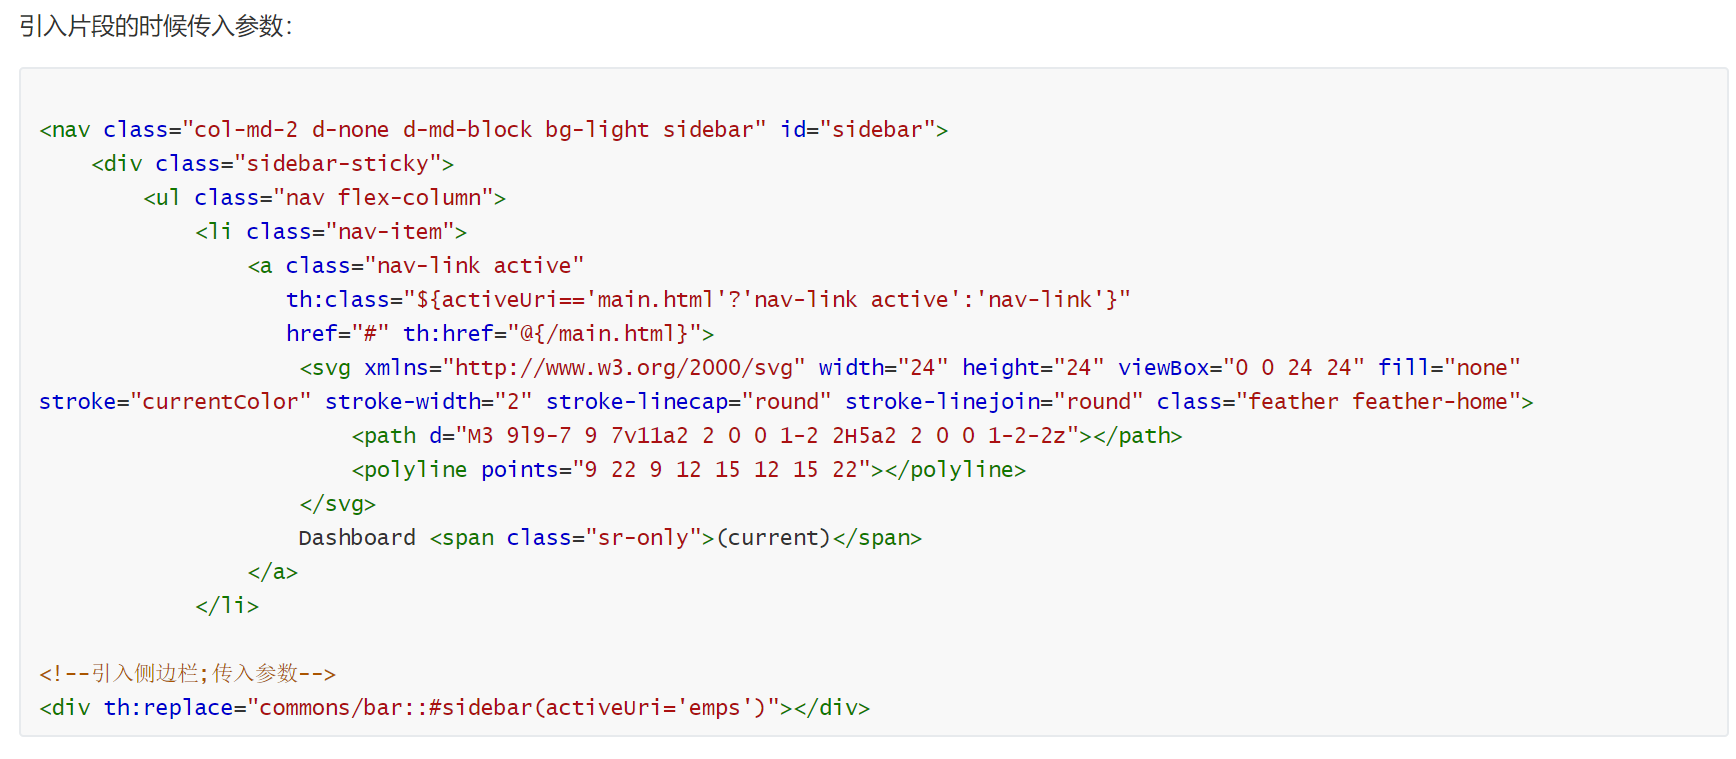 引入片段的时候传入参数：
<nav class="col-md-2 d-none d-md-block bg-light sidebar" id="sidebar">
<div class="sidebar-sticky">
<ul class="nav flex-column">
<li class="nav-item">
<a class="nav-link active"
th:class="${activeUri=='main.html'?'nav-link active':'nav-link'}"
href="#" th:href="@{/main.html}">
<svg xmlns="http://www.w3.org/2000/svg" width="24" height="24" viewBox="0 0 24 24" fill="none"
stroke="currentColor" stroke-width="2" stroke-linecap="round" stroke-linejoin="round" class="feather feather-home">
<path d="M3 9l9-7 9 7v11a2 2 0 0 1-2 2H5a2 2 0 0 1-2-2z"></path>
<polyline points="9 22 9 12 15 12 15 22"></polyline>
</svg>
Dashboard <span class="sr-only">(current)</span>
</a>
</li>
<!--引入侧边栏;传入参数-->
<div th:replace="commons/bar::#sidebar(activeUri='emps')"></div>